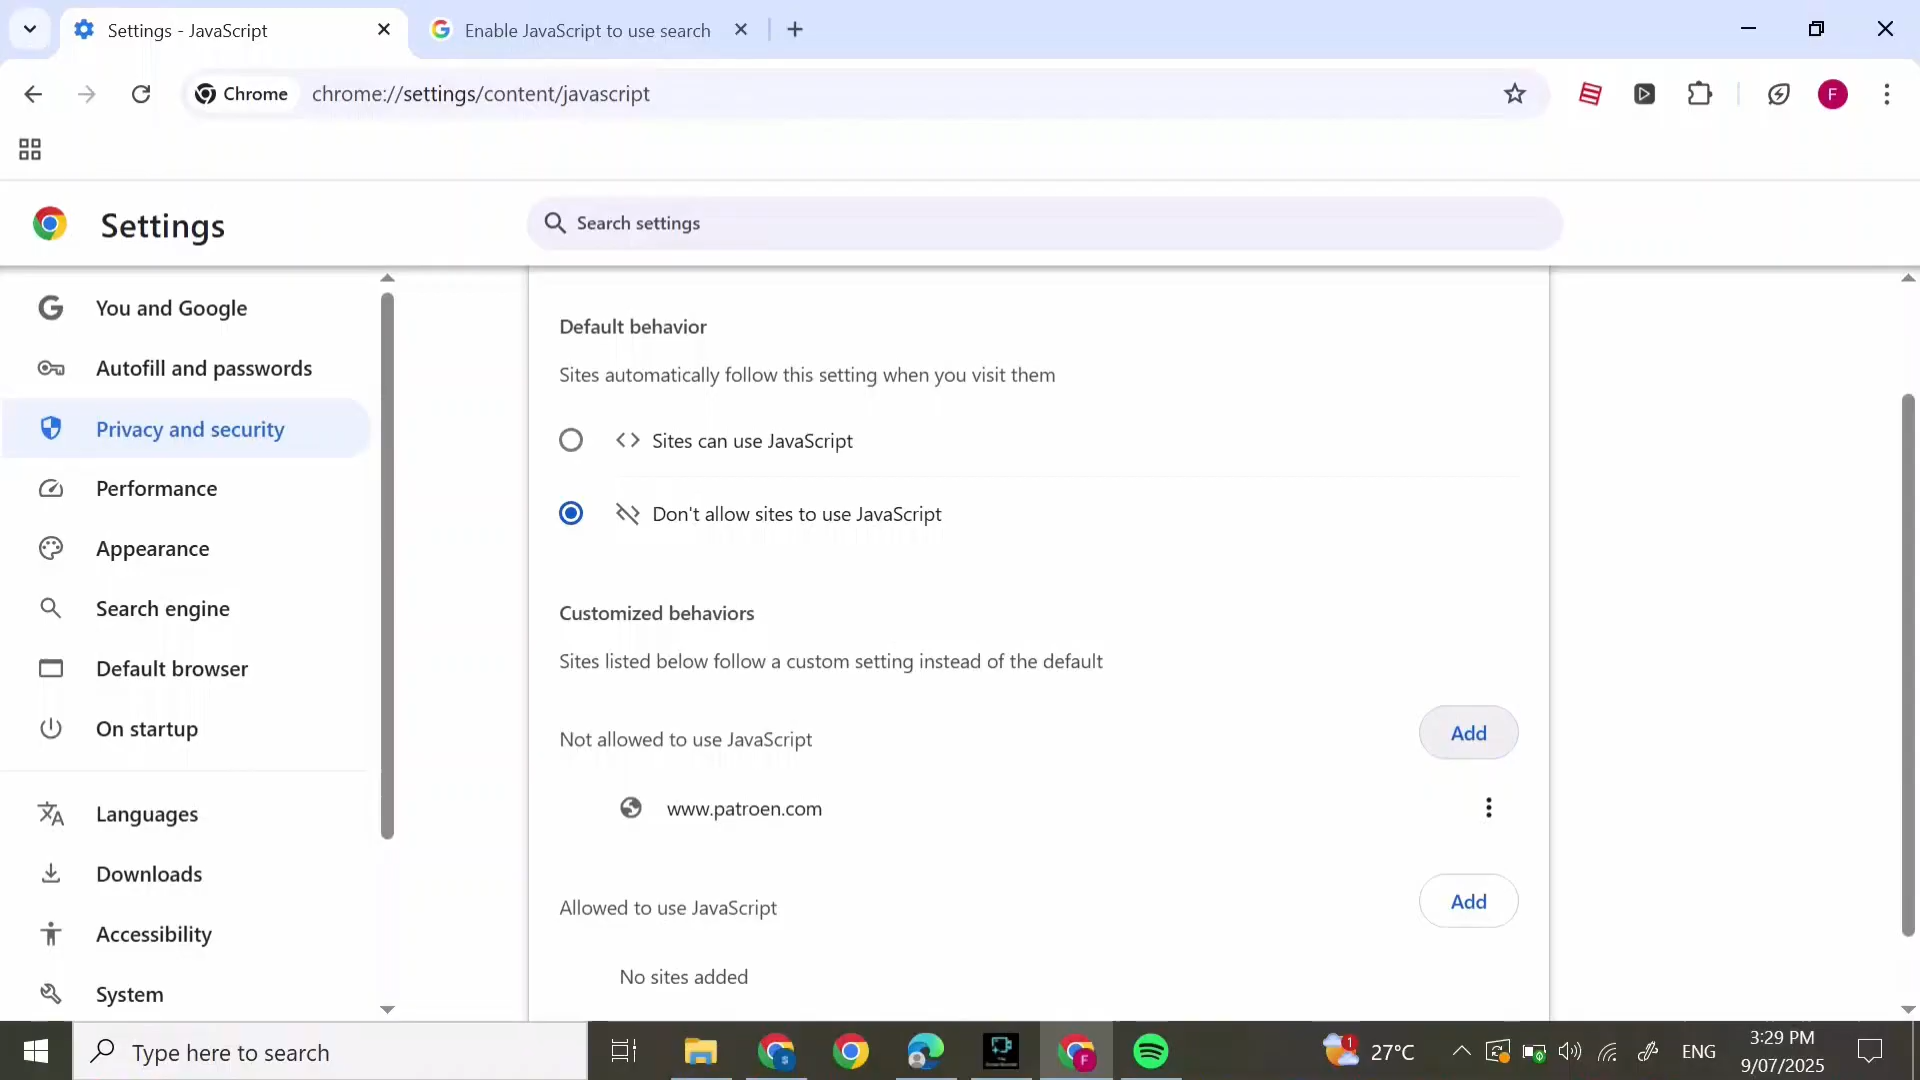 Settings - JavaScript
Enable JavaScript to use search
Chrome
chrome://settings/content/javascript
F
Settings
Search settings
You and Google
Autofill and passwords
Privacy and security
Performance
Appearance
Search engine
Default browser
On startup
Languages
Downloads
Accessibility
System
Default behavior
Sites automatically follow this setting when you visit them
Sites can use JavaScript
Don't allow sites to use JavaScript
Customized behaviors
Sites listed below follow a custom setting instead of the default
Not allowed to use JavaScript
Add
www.patroen.com
Allowed to use JavaScript
Add
No sites added
Type here to search
S
F
1
27°C
ENG
3:29 PM
9/07/2025